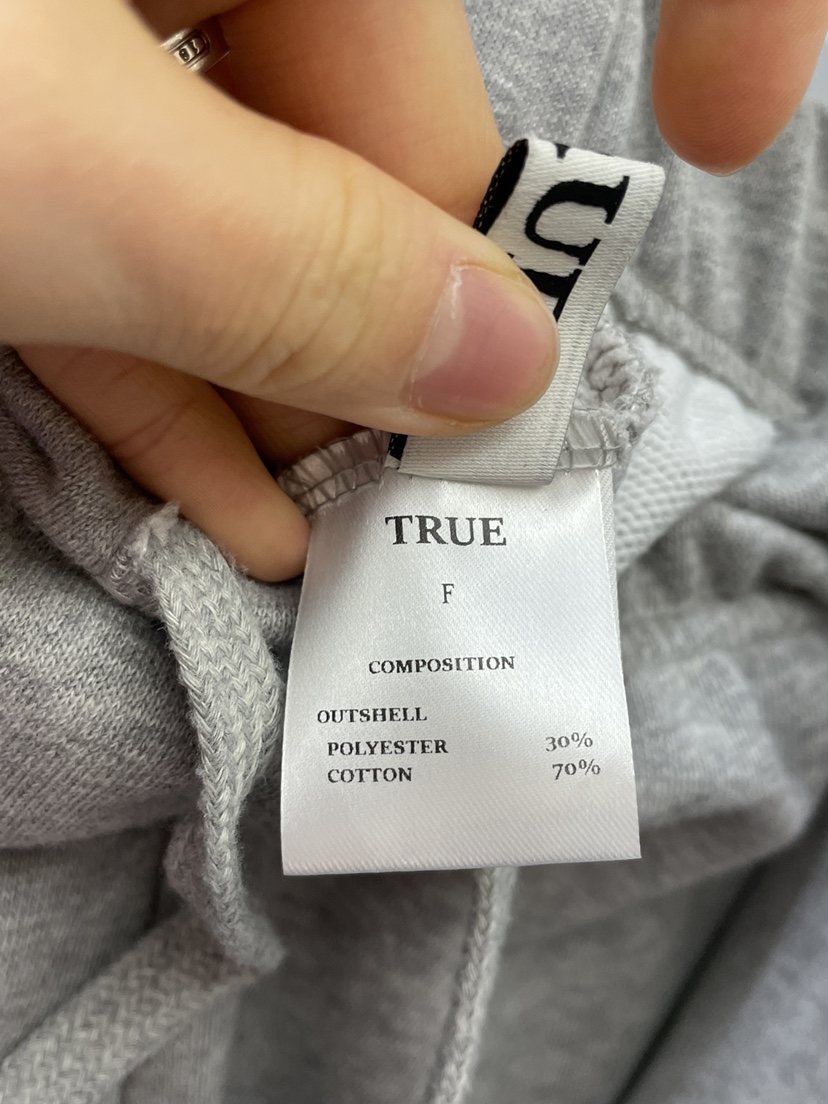 TRUE
F
COMPOSITION
OUTSHELL
POLYESTER 30%
COTTON 70%